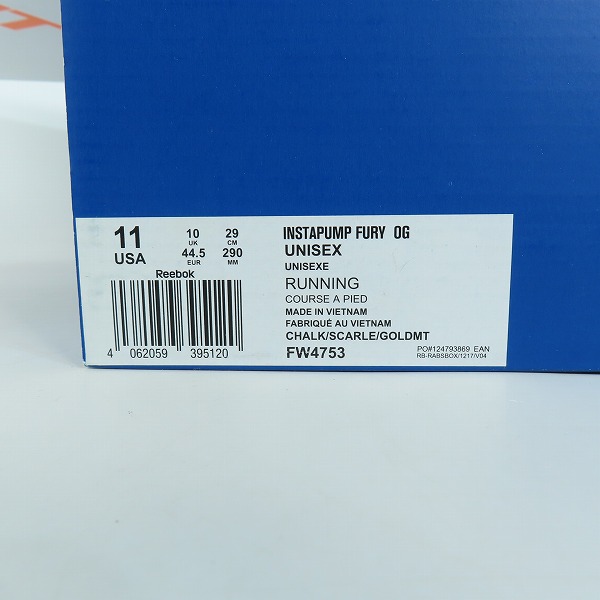 11
USA
10
UK
44.5
EUR
29
CM
290
MM
Reebok
4 062059 395120
INSTAPUMP FURY OG
UNISEX
UNISEXE
RUNNING
COURSE A PIED
MADE IN VIETNAM
FABRIQUÉ AU VIETNAM
CHALK/SCARLE/GOLDMT
FW4753
PO#124793869 EAN
RB-RABSBOX/1217/V04